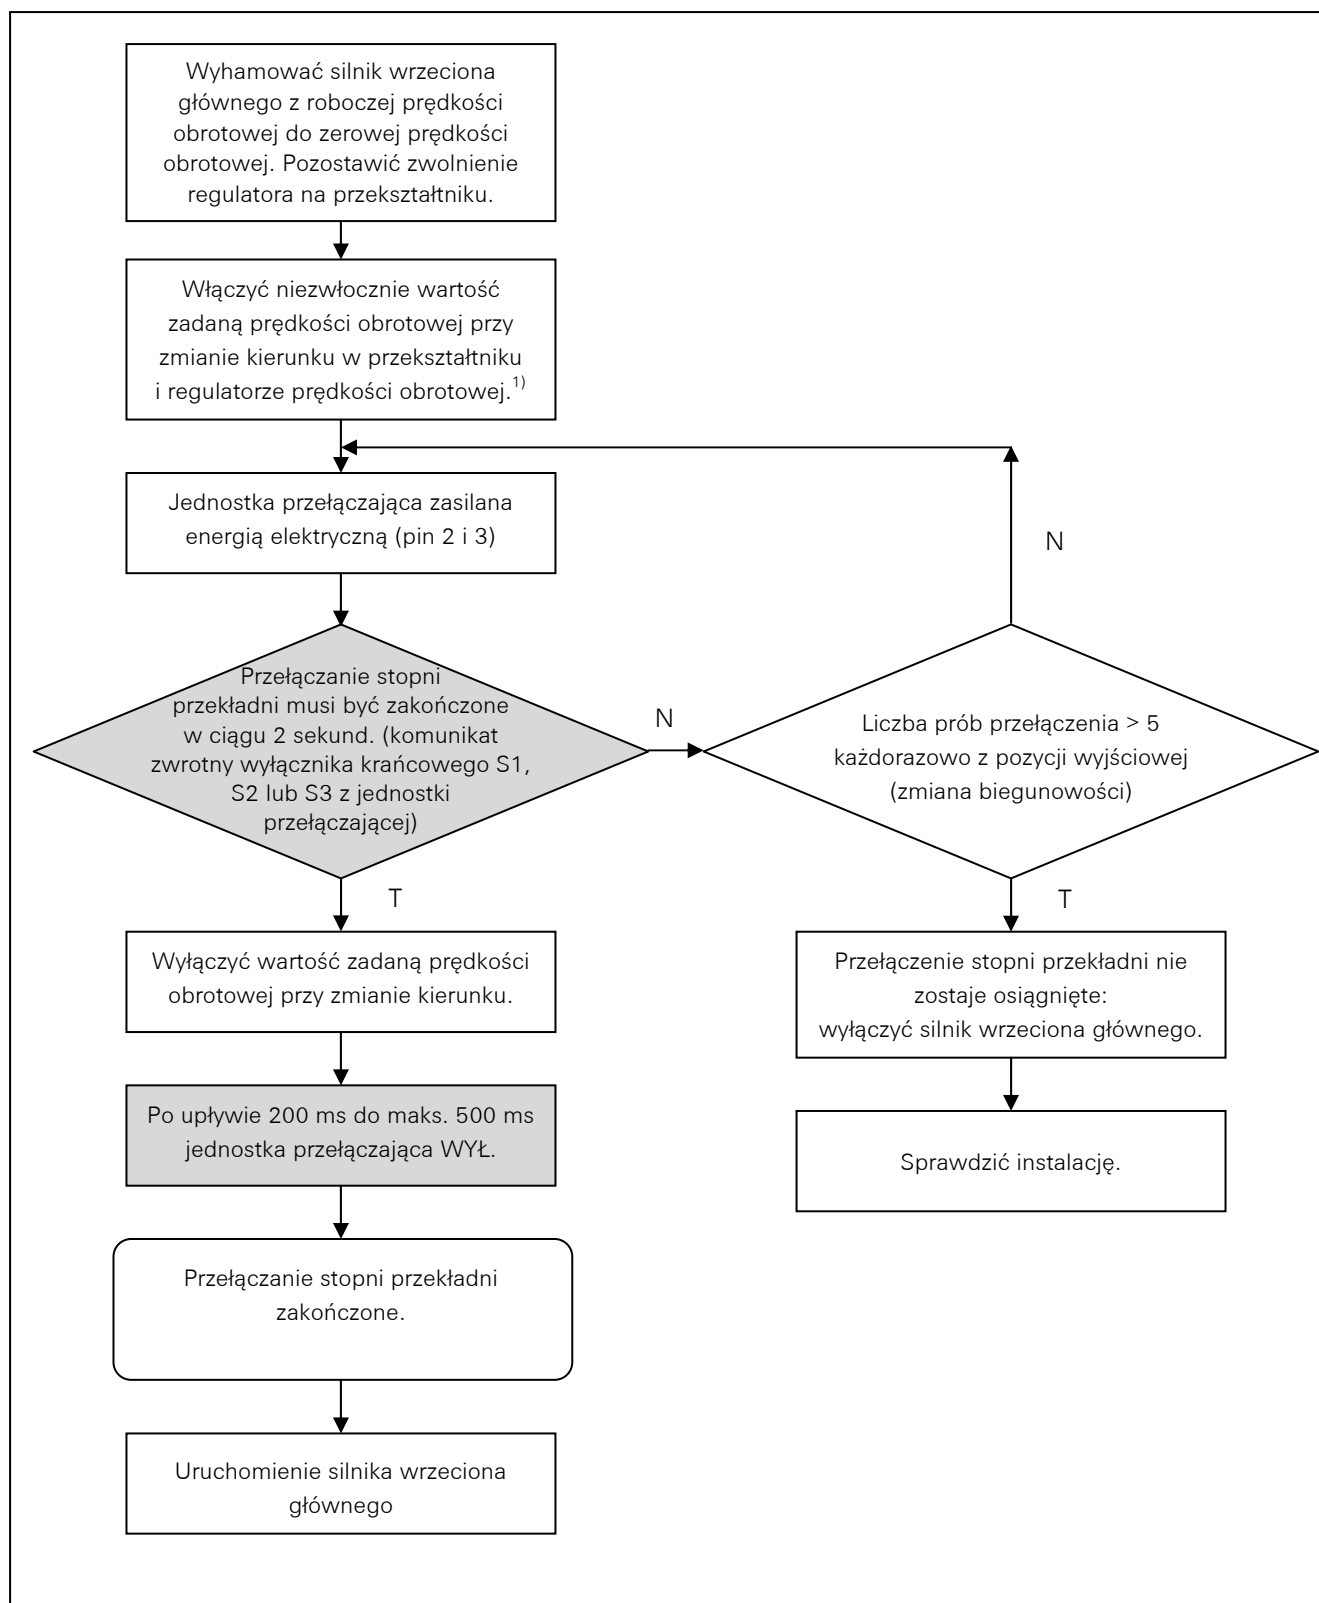 Wyhamować silnik wrzeciona
głównego z roboczej prędkości
obrotowej do zerowej prędkości
obrotowej. Pozostawić zwolnienie
regulatora na przekształtniku.
Włączyć niezwłocznie wartość
zadaną prędkości obrotowej przy
zmianie kierunku w przekształtniku
i regulatorze prędkości obrotowej.1)
Jednostka przełączająca zasilana
energią elektryczną (pin 2 i 3)
N
Przełączanie stopni
przekładni musi być zakończone
w ciągu 2 sekund. (komunikat
zwrotny wyłącznika krańcowego S1,
S2 lub S3 z jednostki
przełączającej)
N
Liczba prób przełączenia > 5
każdorazowo z pozycji wyjściowej
(zmiana biegunowości)
T
T
Wyłączyć wartość zadaną prędkości
obrotowej przy zmianie kierunku.
Przełączenie stopni przekładni nie
zostaje osiągnięte:
wyłączyć silnik wrzeciona głównego.
Po upływie 200 ms do maks. 500 ms
jednostka przełączająca WYŁ.
Sprawdzić instalację.
Przełączanie stopni przekładni
zakończone.
Uruchomienie silnika wrzeciona
głównego